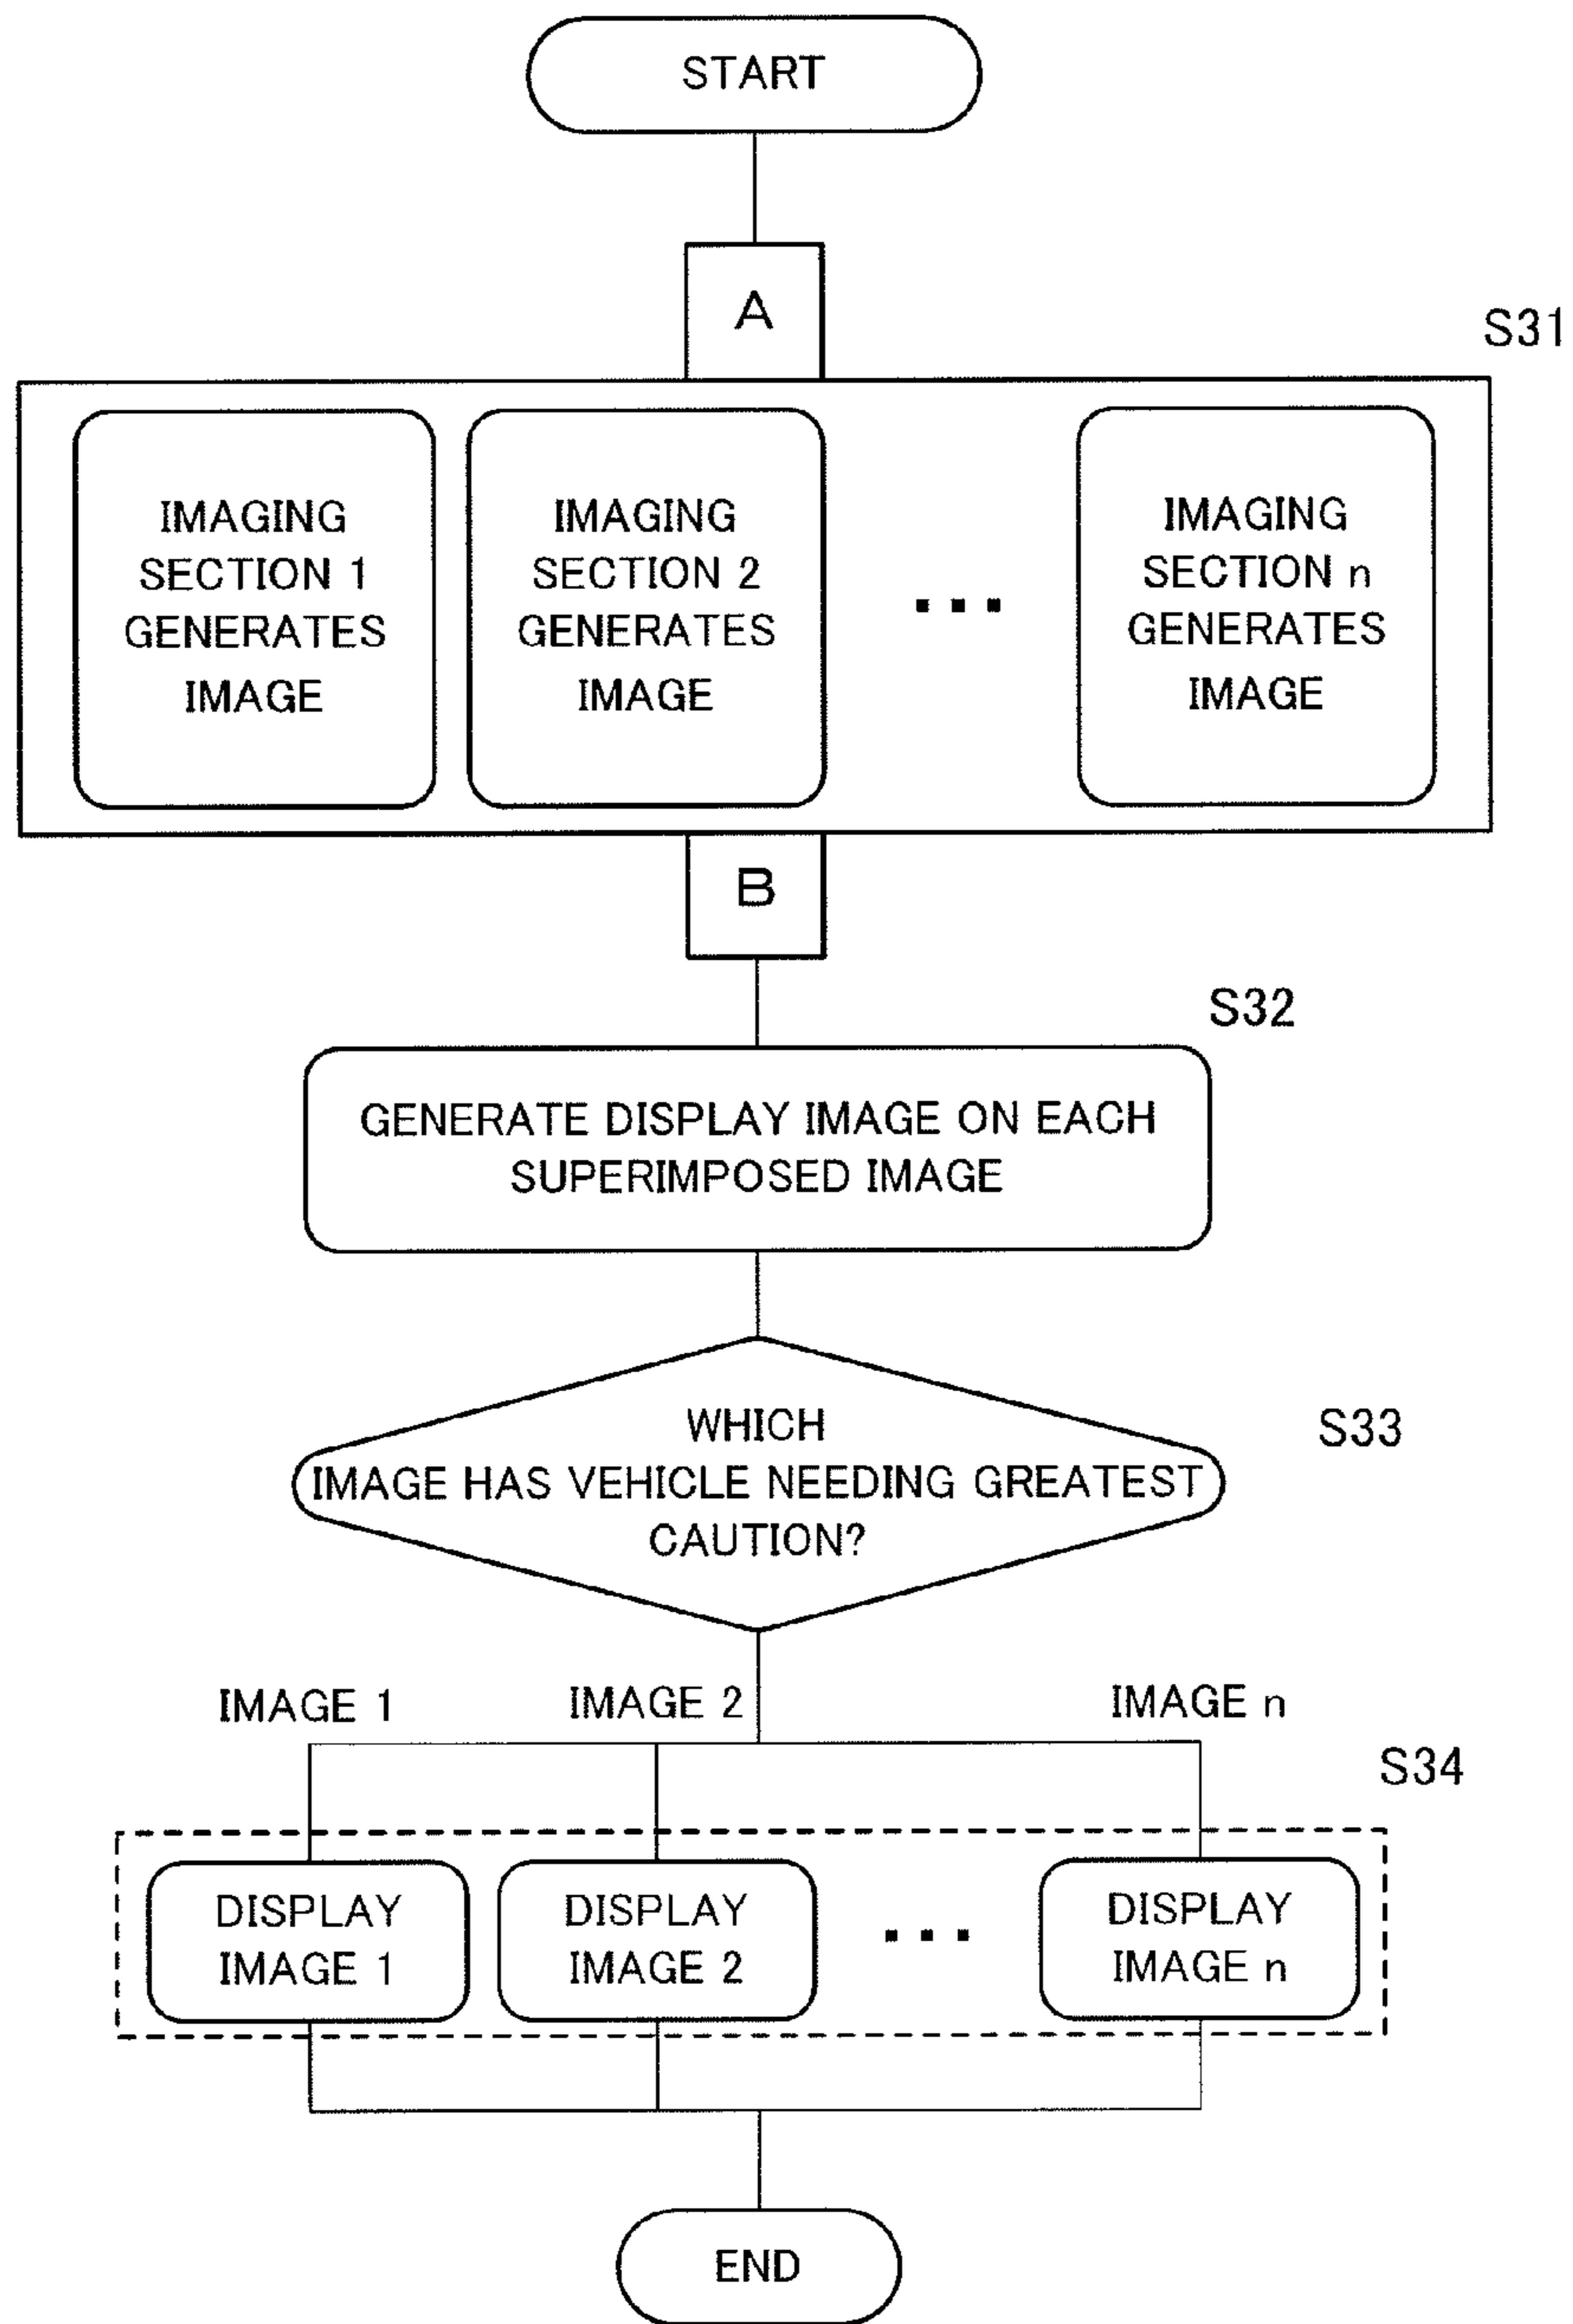 START
A
S31
IMAGING
SECTION 1
GENERATES
IMAGE
IMAGING
SECTION 2
GENERATES
IMAGE
...
IMAGING
SECTION n
GENERATES
IMAGE
B
S32
GENERATE DISPLAY IMAGE ON EACH
SUPERIMPOSED IMAGE
S33
WHICH
IMAGE HAS VEHICLE NEEDING GREATEST
CAUTION?
IMAGE 1
IMAGE 2
IMAGE n
S34
DISPLAY
IMAGE 1
DISPLAY
IMAGE 2
...
DISPLAY
IMAGE n
END